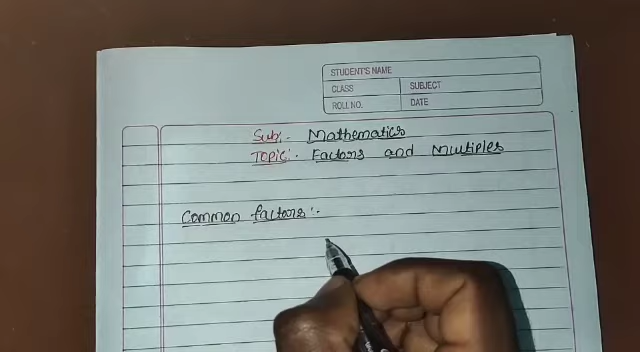 STUDENT'S NAME
CLASS SUBJECT
ROLL NO. DATE
Sub:- Mathematics
Topic:- Factors and Multiples
Common factors:-